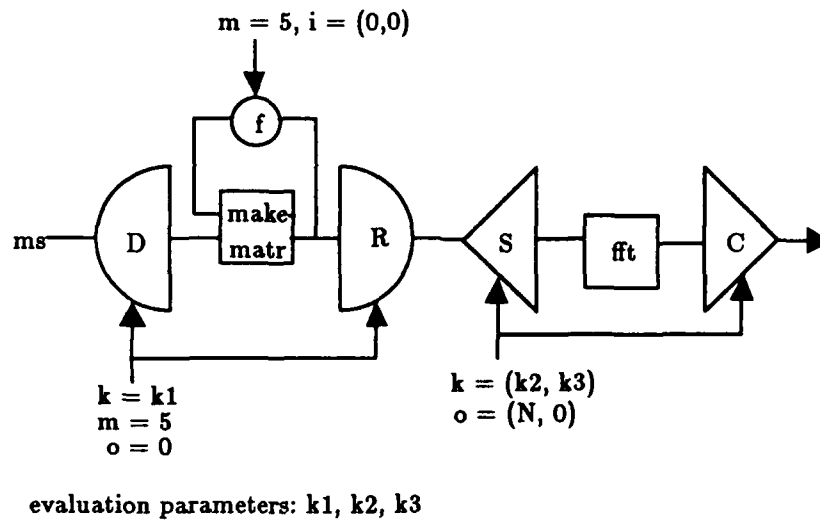 m = 5, i = (0,0)
f
ms
D
make
matr
R
S
fft
C
k = k1
m = 5
o = 0
k = (k2, k3)
o = (N, 0)
evaluation parameters: k1, k2, k3